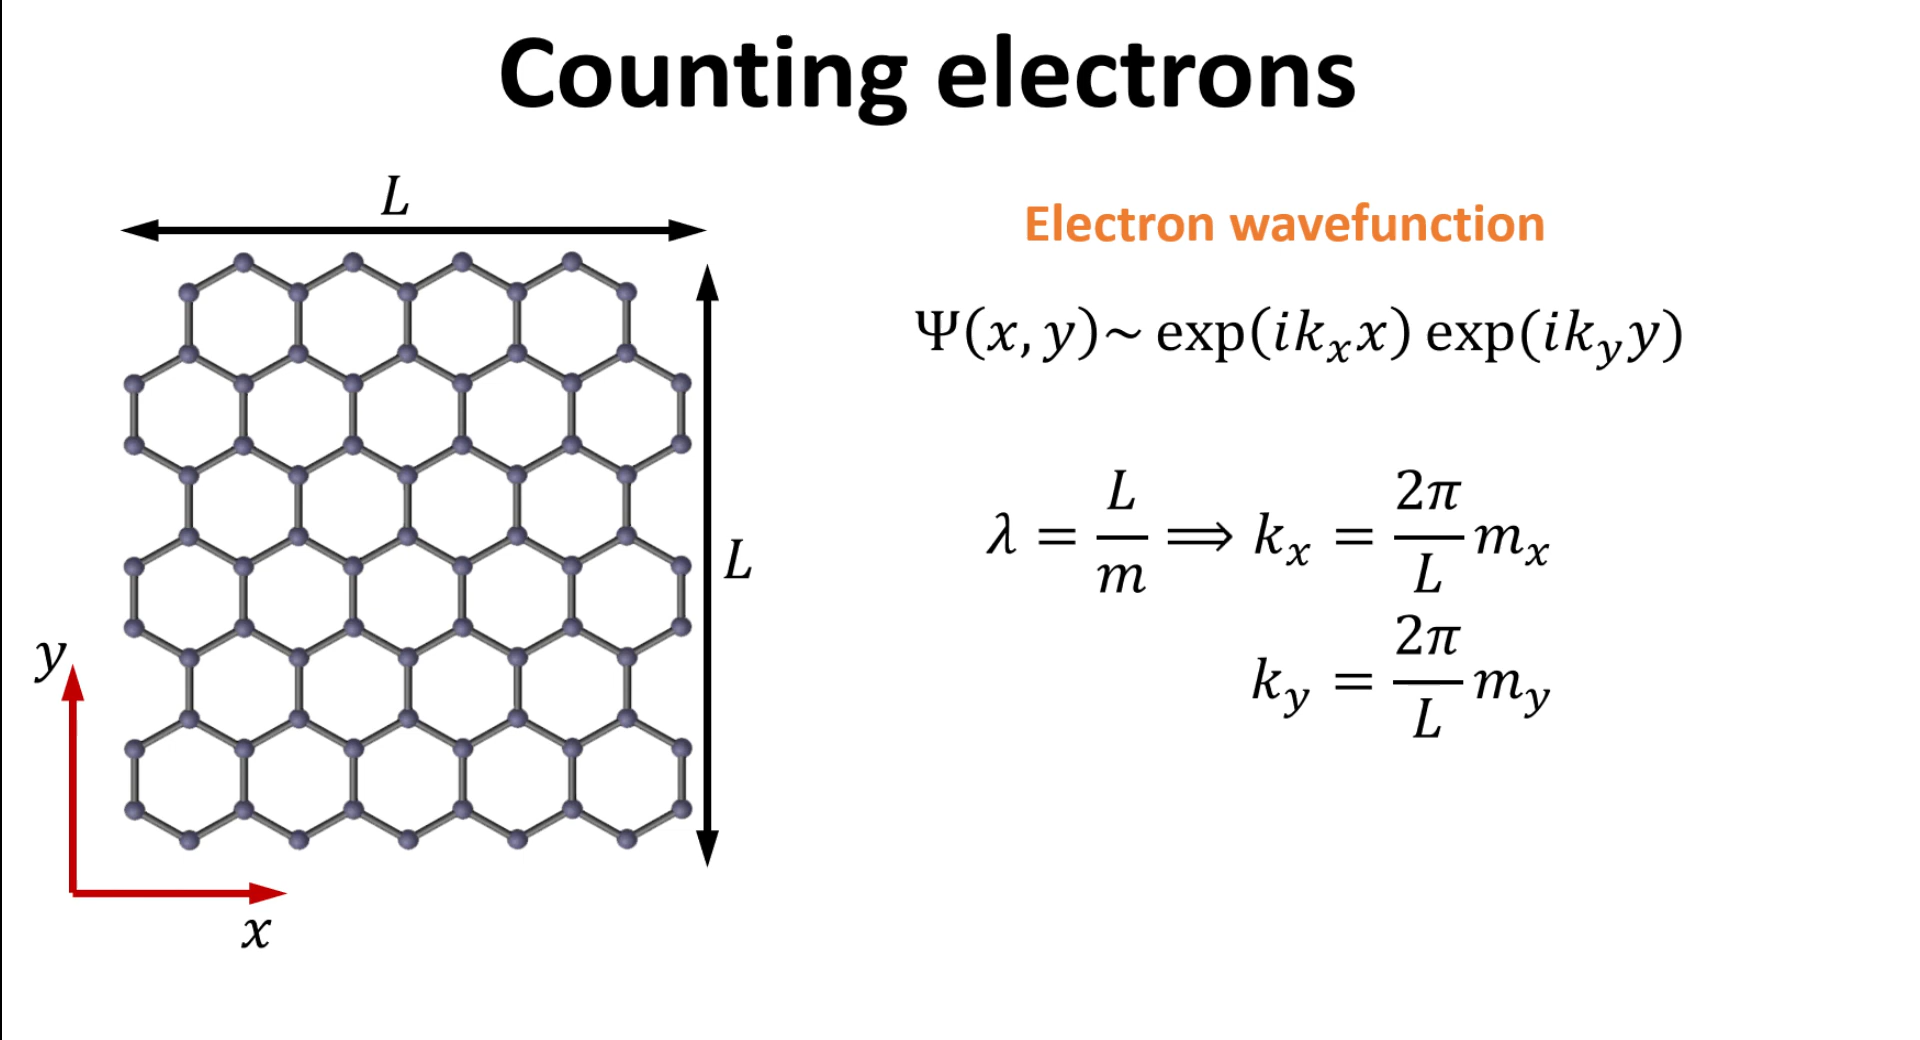 Counting electrons
L
L
y
x
Electron wavefunction
Ψ(x, y)~ exp(ik_x x) exp(ik_y y)
λ = L/m ⟹ k_x = 2π/L m_x
k_y = 2π/L m_y